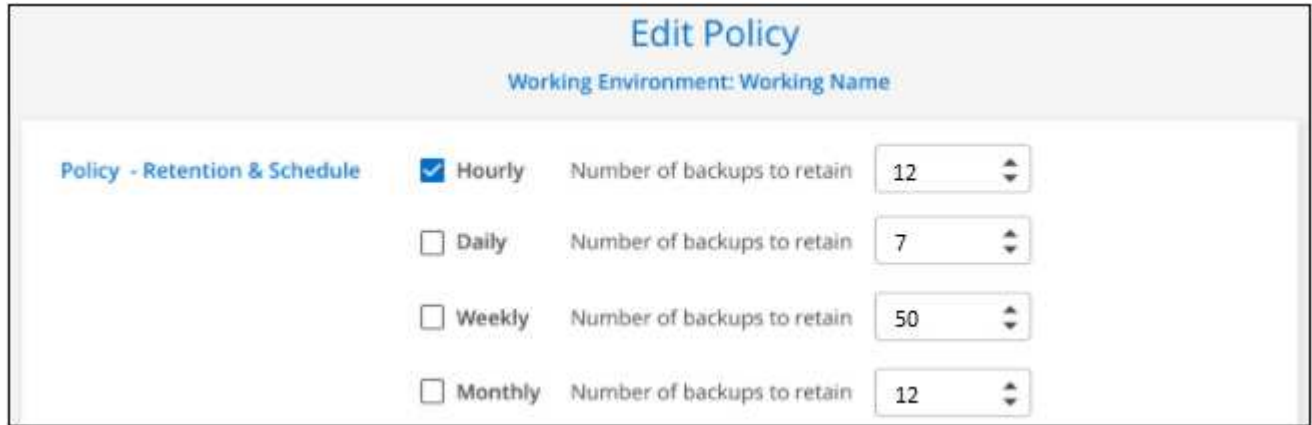 Edit Policy
Working Environment: Working Name
Policy - Retention & Schedule Hourly Number of backups to retain 12
Daily Number of backups to retain 7
Weekly Number of backups to retain 50
Monthly Number of backups to retain 12